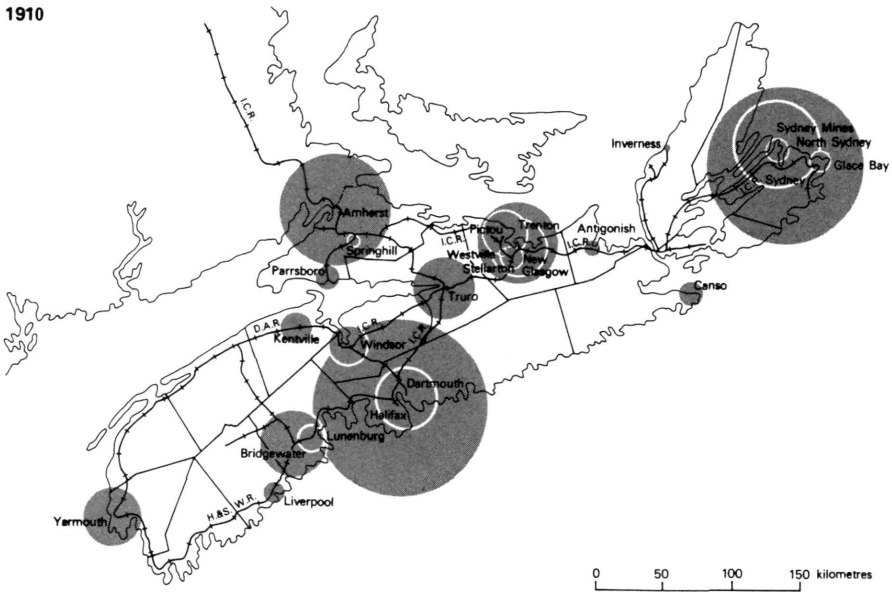 1910
I.C.R.
Sydney Mines
North Sydney
Inverness
Glace Bay
I.C.R.
Sydney
Amherst
Pictou
Trenton
Antigonish
I.C.R.
I.C.R.
Springhill
Westville
Stellarton
New
Glasgow
Parrsboro
Truro
Canso
D.A.R.
I.C.R.
I.C.R.
Kentville
Windsor
Dartmouth
Halifax
Lunenburg
Bridgewater
Liverpool
H.&S. W.R.
Yarmouth
0 50 100 150 kilometres